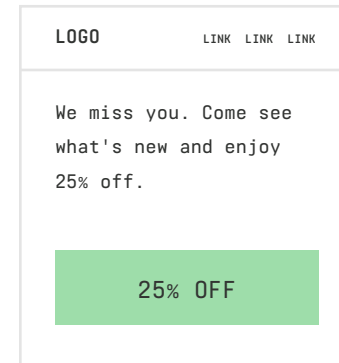 LOGO LINK LINK LINK
We miss you. Come see
what's new and enjoy
25% off.
25% OFF